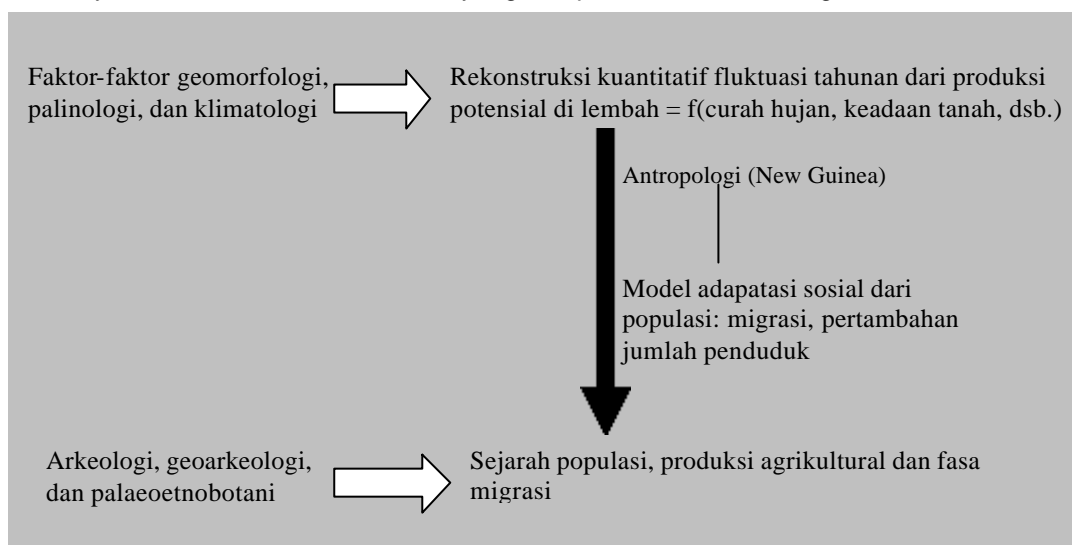 Faktor-faktor geomorfologi,
palinologi, dan klimatologi
Rekonstruksi kuantitatif fluktuasi tahunan dari produksi
potensial di lembah = f(curah hujan, keadaan tanah, dsb.)
Antropologi (New Guinea)
Model adapatasi sosial dari
populasi: migrasi, pertambahan
jumlah penduduk
Arkeologi, geoarkeologi,
dan palaeoetnobotani
Sejarah populasi, produksi agrikultural dan fasa
migrasi